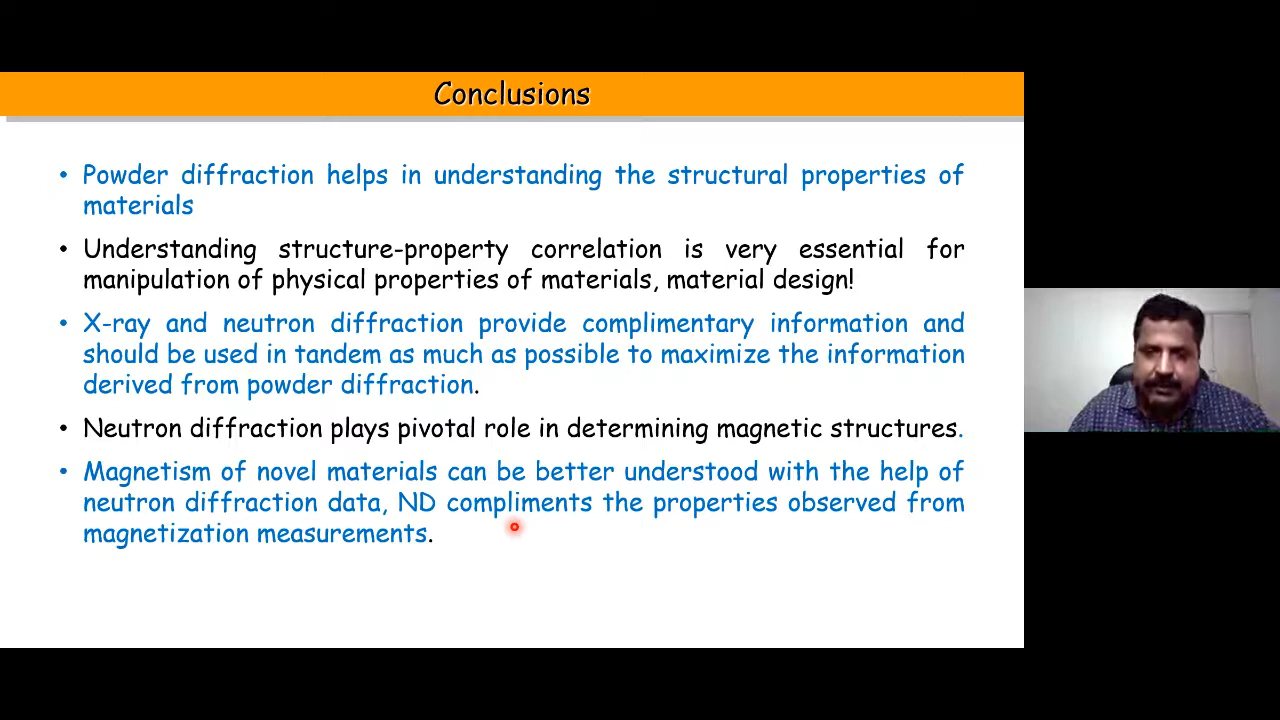 Conclusions
• Powder diffraction helps in understanding the structural properties of
materials
• Understanding structure-property correlation is very essential for
manipulation of physical properties of materials, material design!
• X-ray and neutron diffraction provide complimentary information and
should be used in tandem as much as possible to maximize the information
derived from powder diffraction.
• Neutron diffraction plays pivotal role in determining magnetic structures.
• Magnetism of novel materials can be better understood with the help of
neutron diffraction data, ND compliments the properties observed from
magnetization measurements.